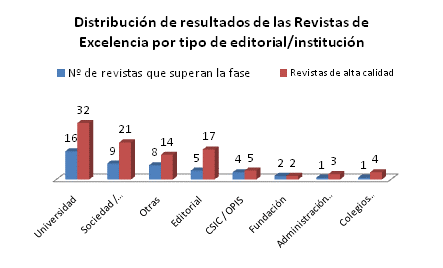 Distribución de resultados de las Revistas de
Excelencia por tipo de editorial/institución
Nº de revistas que superan la fase
Revistas de alta calidad
16 32
9 21
8 14
5 17
4 5
2 2
1 3
1 4
Universidad
Sociedad /...
Otras
Editorial
CSIC / OPIS
Fundación
Administración...
Colegios...